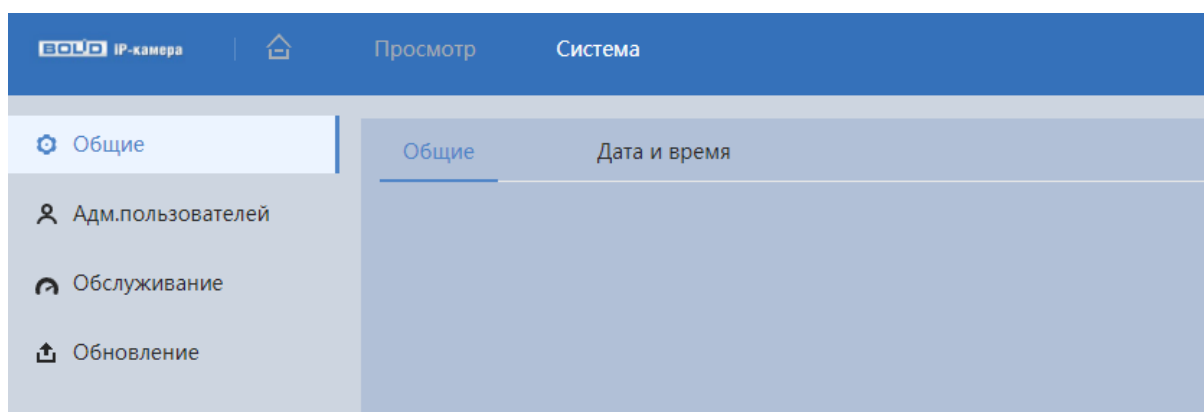 BOLID IP-камера Просмотр Система
Общие
Общие Дата и время
Адм.пользователей
Обслуживание
Обновление